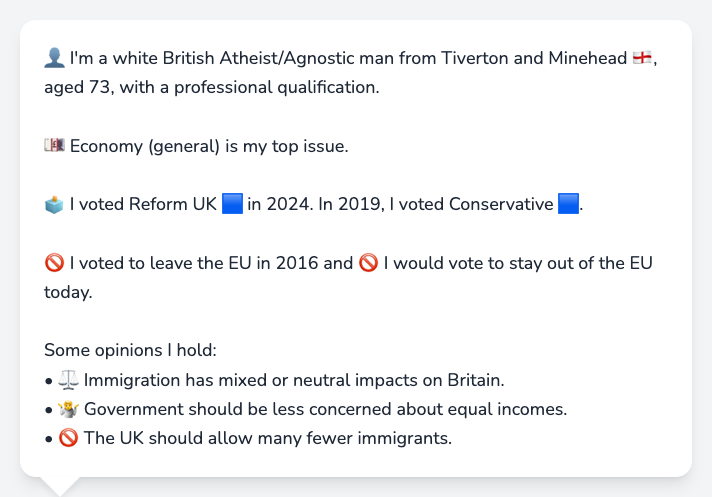 👤 I'm a white British Atheist/Agnostic man from Tiverton and Minehead 🏴󠁧󠁢󠁥󠁮󠁧󠁿,
aged 73, with a professional qualification.
💷 Economy (general) is my top issue.
🗳️ I voted Reform UK 🟦 in 2024. In 2019, I voted Conservative 🟦.
🚫 I voted to leave the EU in 2016 and 🚫 I would vote to stay out of the EU
today.
Some opinions I hold:
• ⚖️ Immigration has mixed or neutral impacts on Britain.
• 🤷 Government should be less concerned about equal incomes.
• 🚫 The UK should allow many fewer immigrants.